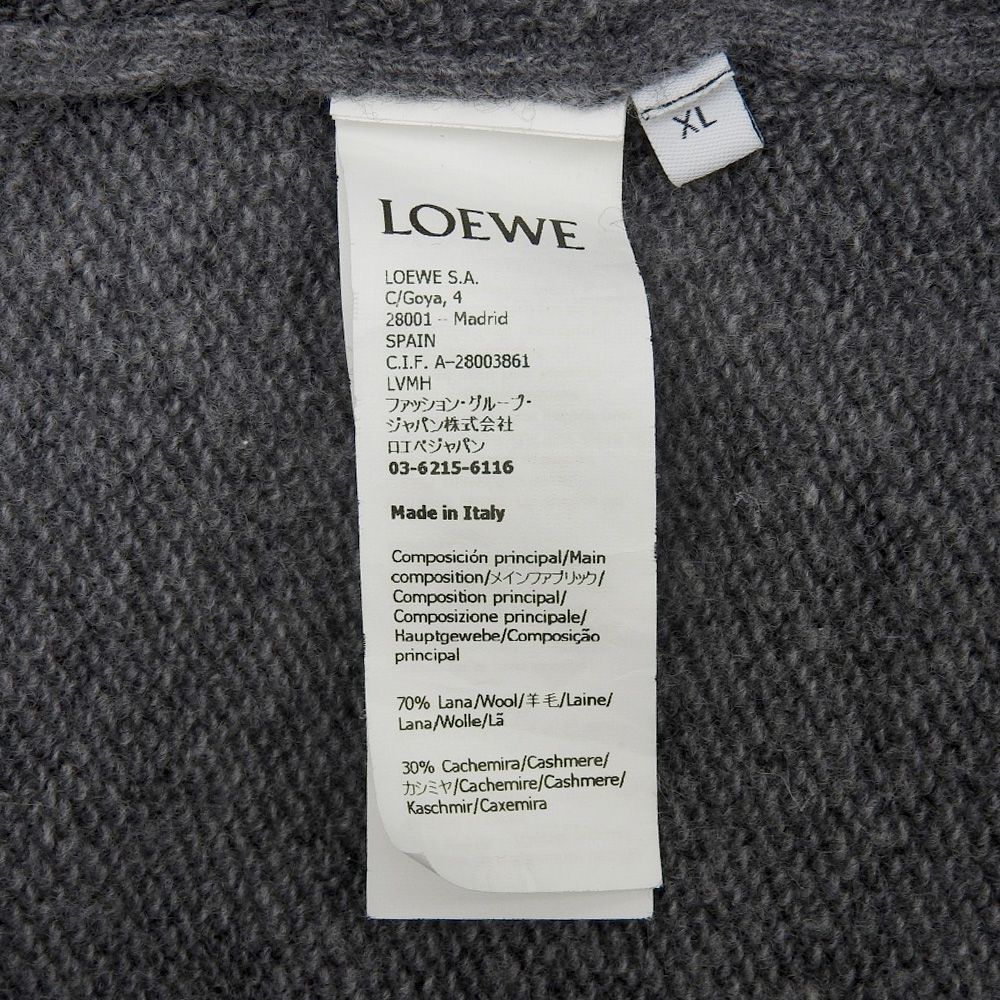 XL
LOEWE
LOEWE S.A.
C/Goya, 4
28001 - Madrid
SPAIN
C.I.F. A-28003861
LVMH
ファッション・グループ・
ジャパン株式会社
ロエベジャパン
03-6215-6116
Made in Italy
Composición principal/Main
composition/メインファブリック/
Composition principal/
Composizione principale/
Hauptgewebe/Composição
principal
70% Lana/Wool/羊毛/Laine/
Lana/Wolle/Lã
30% Cachemira/Cashmere/
カシミヤ/Cachemire/Cashmere/
Kaschmir/Caxemira